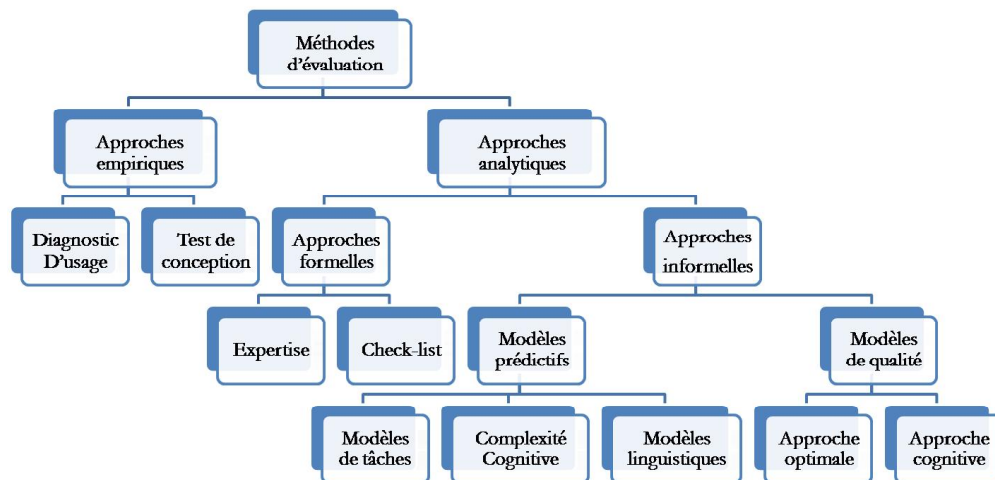 Méthodes
d'évaluation
Approches
empiriques
Approches
analytiques
Diagnostic
D'usage
Test de
conception
Approches
formelles
Approches
informelles
Expertise
Check-list
Modèles
prédictifs
Modèles
de qualité
Modèles
de tâches
Complexité
Cognitive
Modèles
linguistiques
Approche
optimale
Approche
cognitive